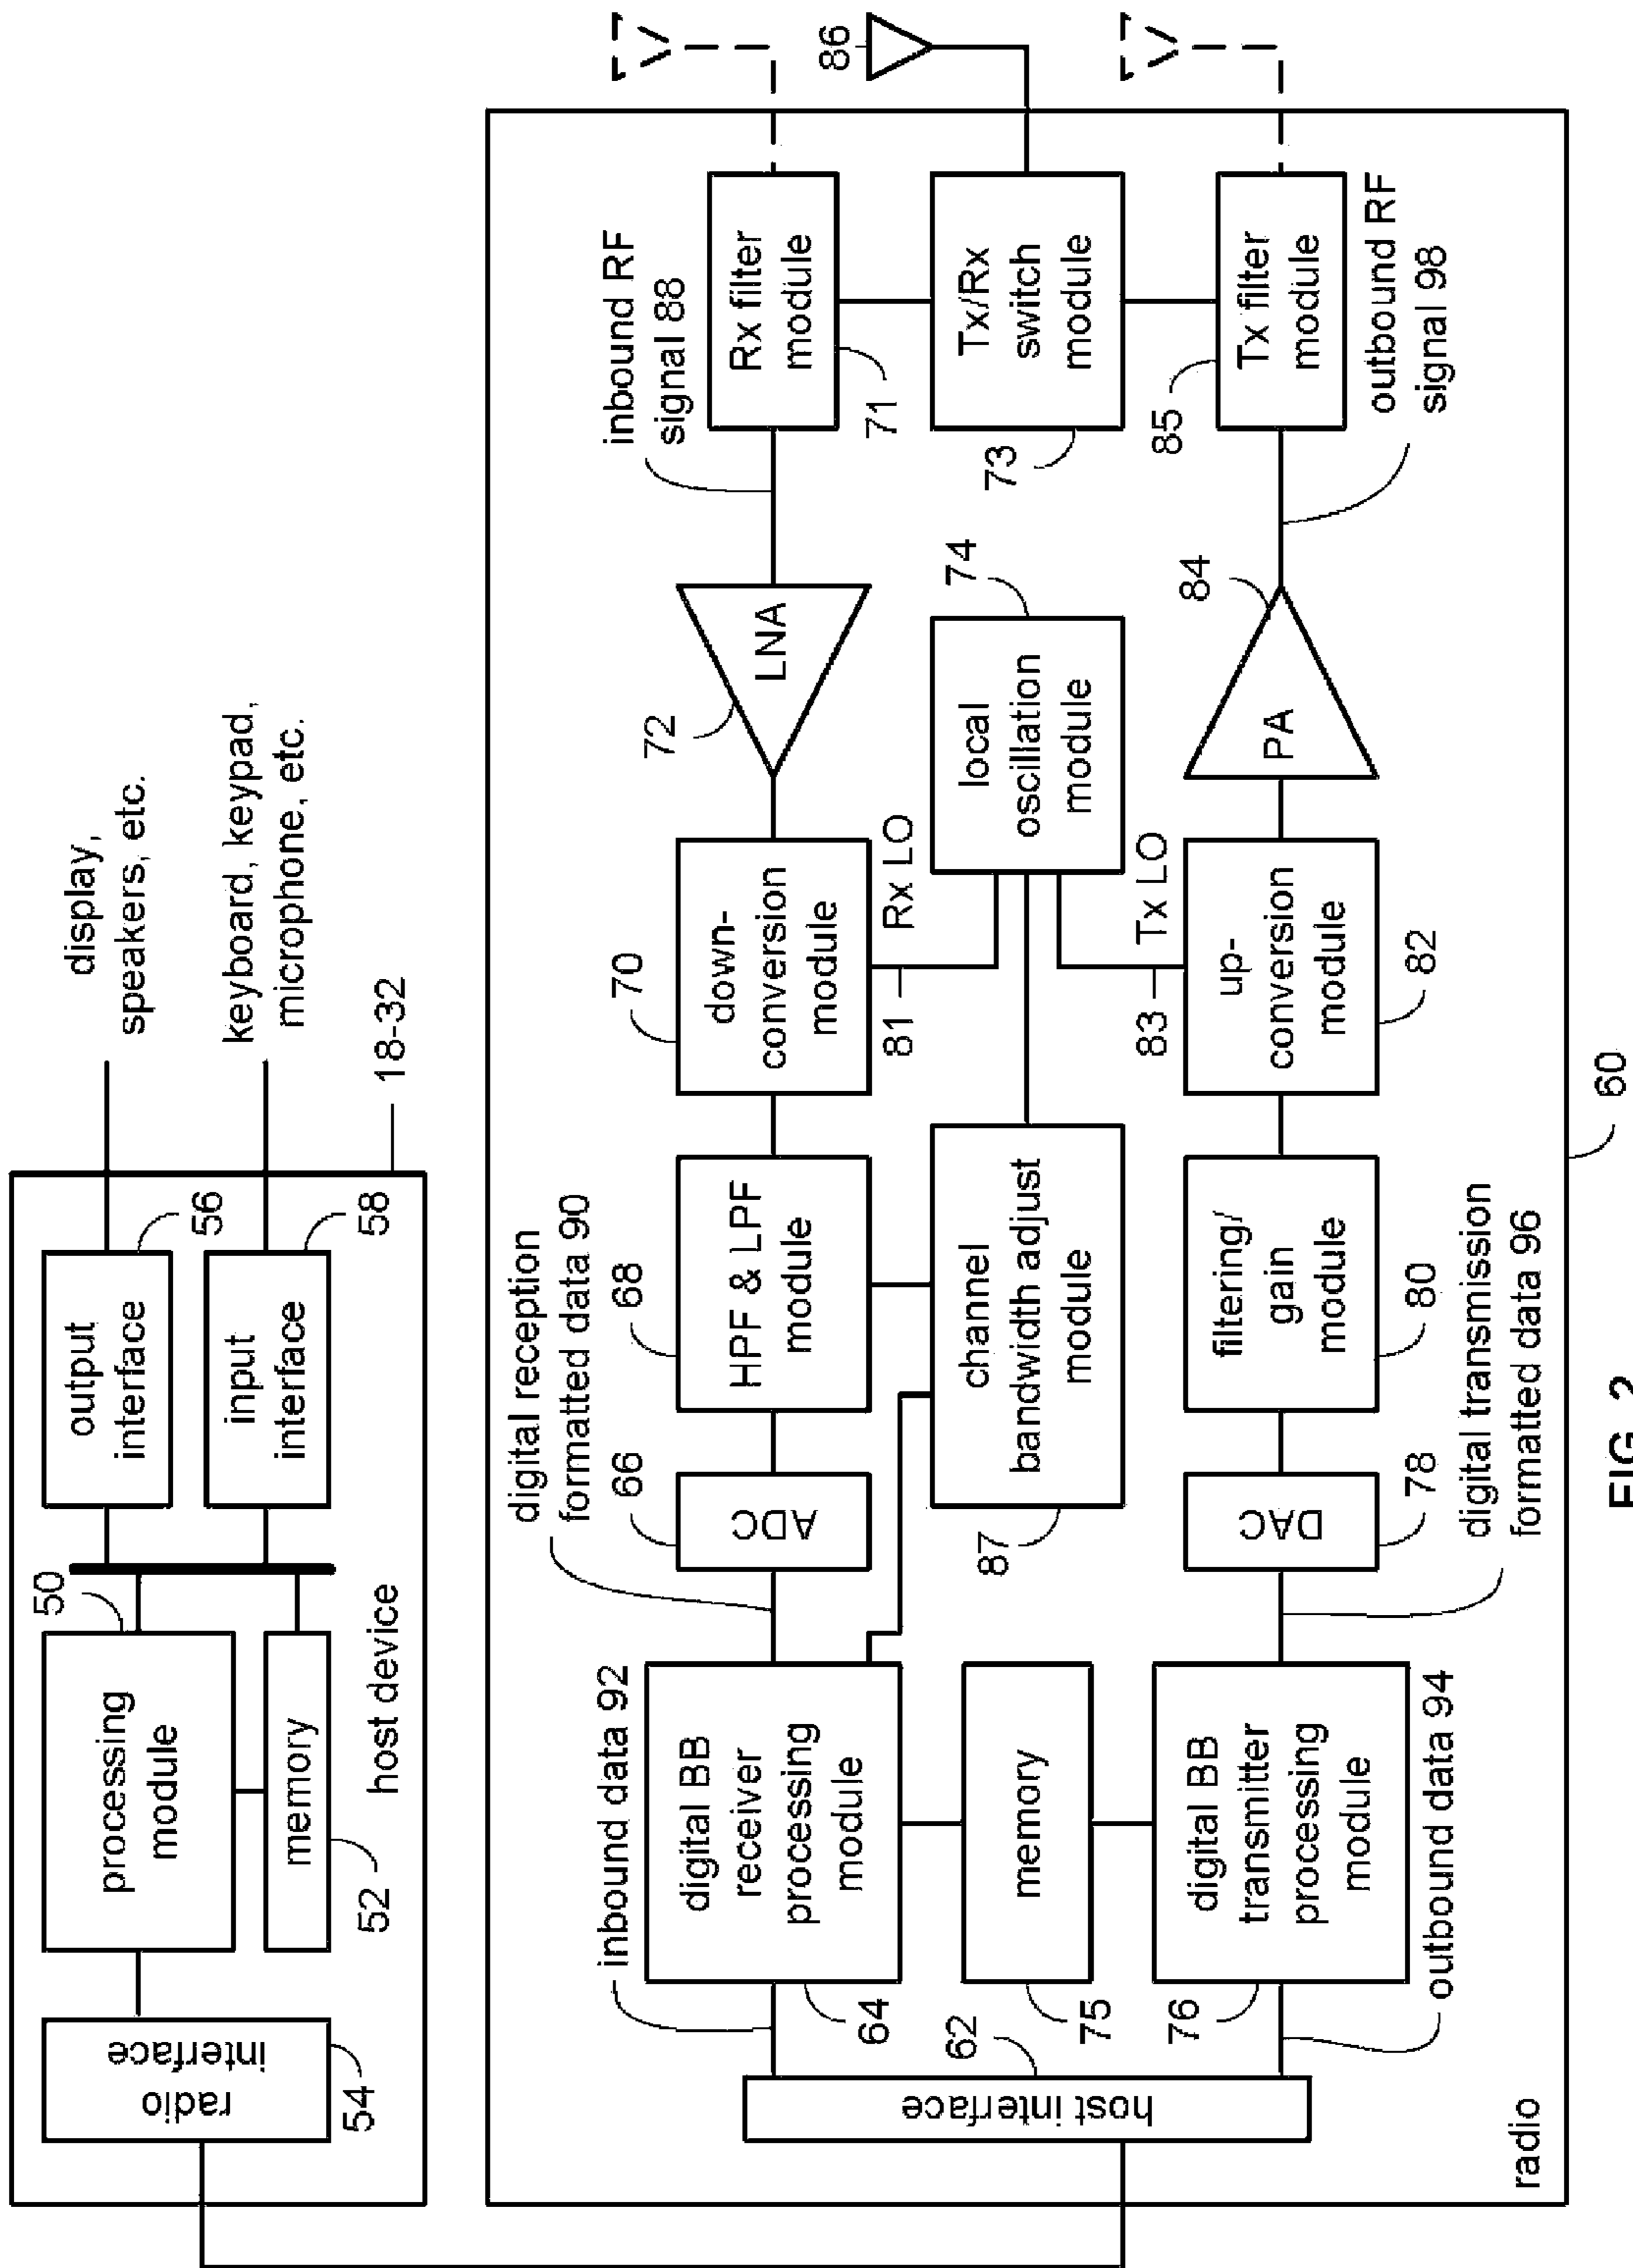 display,
speakers, etc.
keyboard, keypad,
microphone, etc.
18-32
output
interface
56
input
interface
58
50
processing
module
memory
52
host device
radio
interface
54
86
inbound RF
signal 88
Rx filter
module
71
Tx/Rx
switch
module
73
Tx filter
module
85
outbound RF
signal 98
LNA
72
local
oscillation
module
74
PA
84
down-
conversion
module
70
81
Rx LO
83
Tx LO
up-
conversion
module
82
HPF & LPF
module
68
channel
bandwidth adjust
module
87
filtering/
gain
module
80
digital reception
formatted data 90
ADC
66
DAC
78
digital transmission
formatted data 96
inbound data 92
digital BB
receiver
processing
module
64
memory
75
digital BB
transmitter
processing
module
76
outbound data 94
host interface
62
radio
60
FIG. 2